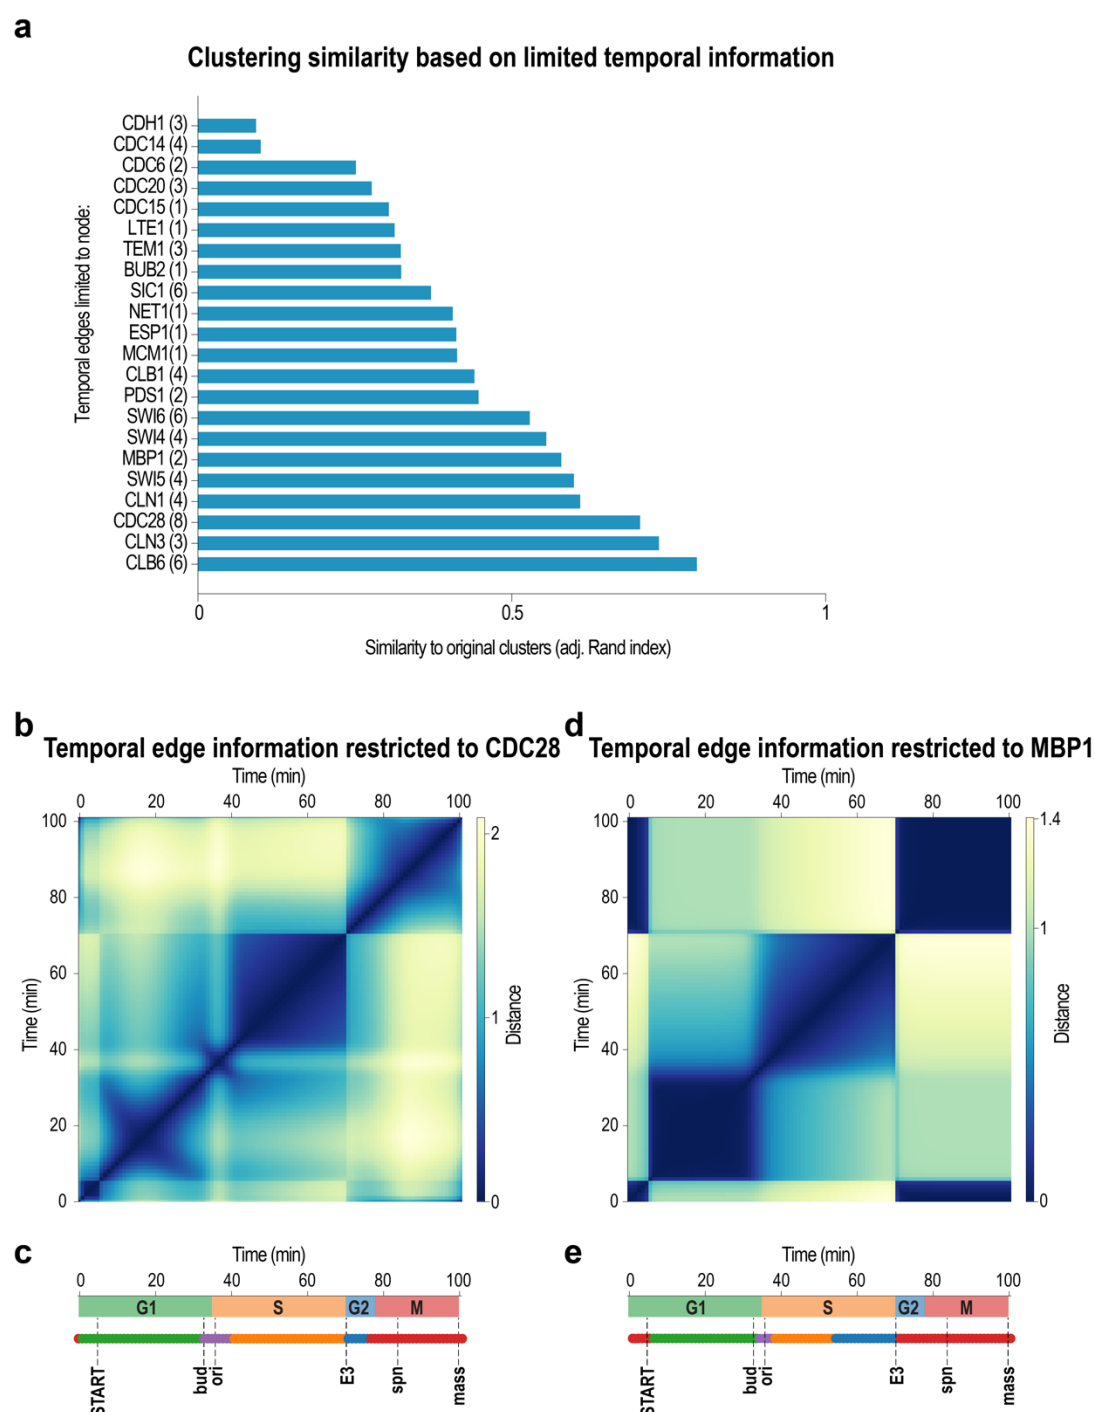 a
Clustering similarity based on limited temporal information
Temporal edges limited to node:
CDH1 (3)
CDC14 (4)
CDC6 (2)
CDC20 (3)
CDC15 (1)
LTE1 (1)
TEM1 (3)
BUB2 (1)
SIC1 (6)
NET1(1)
ESP1(1)
MCM1(1)
CLB1 (4)
PDS1 (2)
SWI6 (6)
SWI4 (4)
MBP1 (2)
SWI5 (4)
CLN1 (4)
CDC28 (8)
CLN3 (3)
CLB6 (6)
0 0.5 1
Similarity to original clusters (adj. Rand index)
b
Temporal edge information restricted to CDC28
Time (min)
0 20 40 60 80 100
100
80
60
40
20
0
Time (min)
2
1
0
Distance
d
Temporal edge information restricted to MBP1
Time (min)
0 20 40 60 80 100
100
80
60
40
20
0
Time (min)
1.4
1
0
Distance
c
Time (min)
0 20 40 60 80 100
G1 S G2 M
START bud ori E3 spn mass
e
Time (min)
0 20 40 60 80 100
G1 S G2 M
START bud ori E3 spn mass